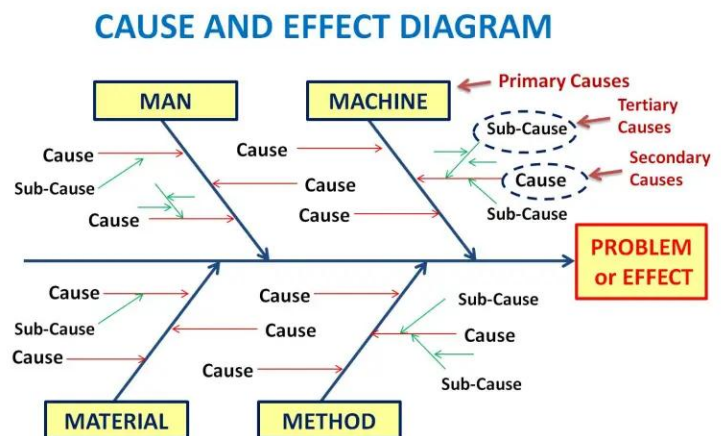 CAUSE AND EFFECT DIAGRAM
MAN
MACHINE
Primary Causes
Tertiary
Causes
Sub-Cause
Secondary
Causes
Cause
Sub-Cause
Cause
Cause
Cause
Cause
Cause
Sub-Cause
Cause
PROBLEM
or EFFECT
Cause
Sub-Cause
Cause
Cause
Cause
Cause
Cause
Sub-Cause
Cause
Sub-Cause
MATERIAL
METHOD